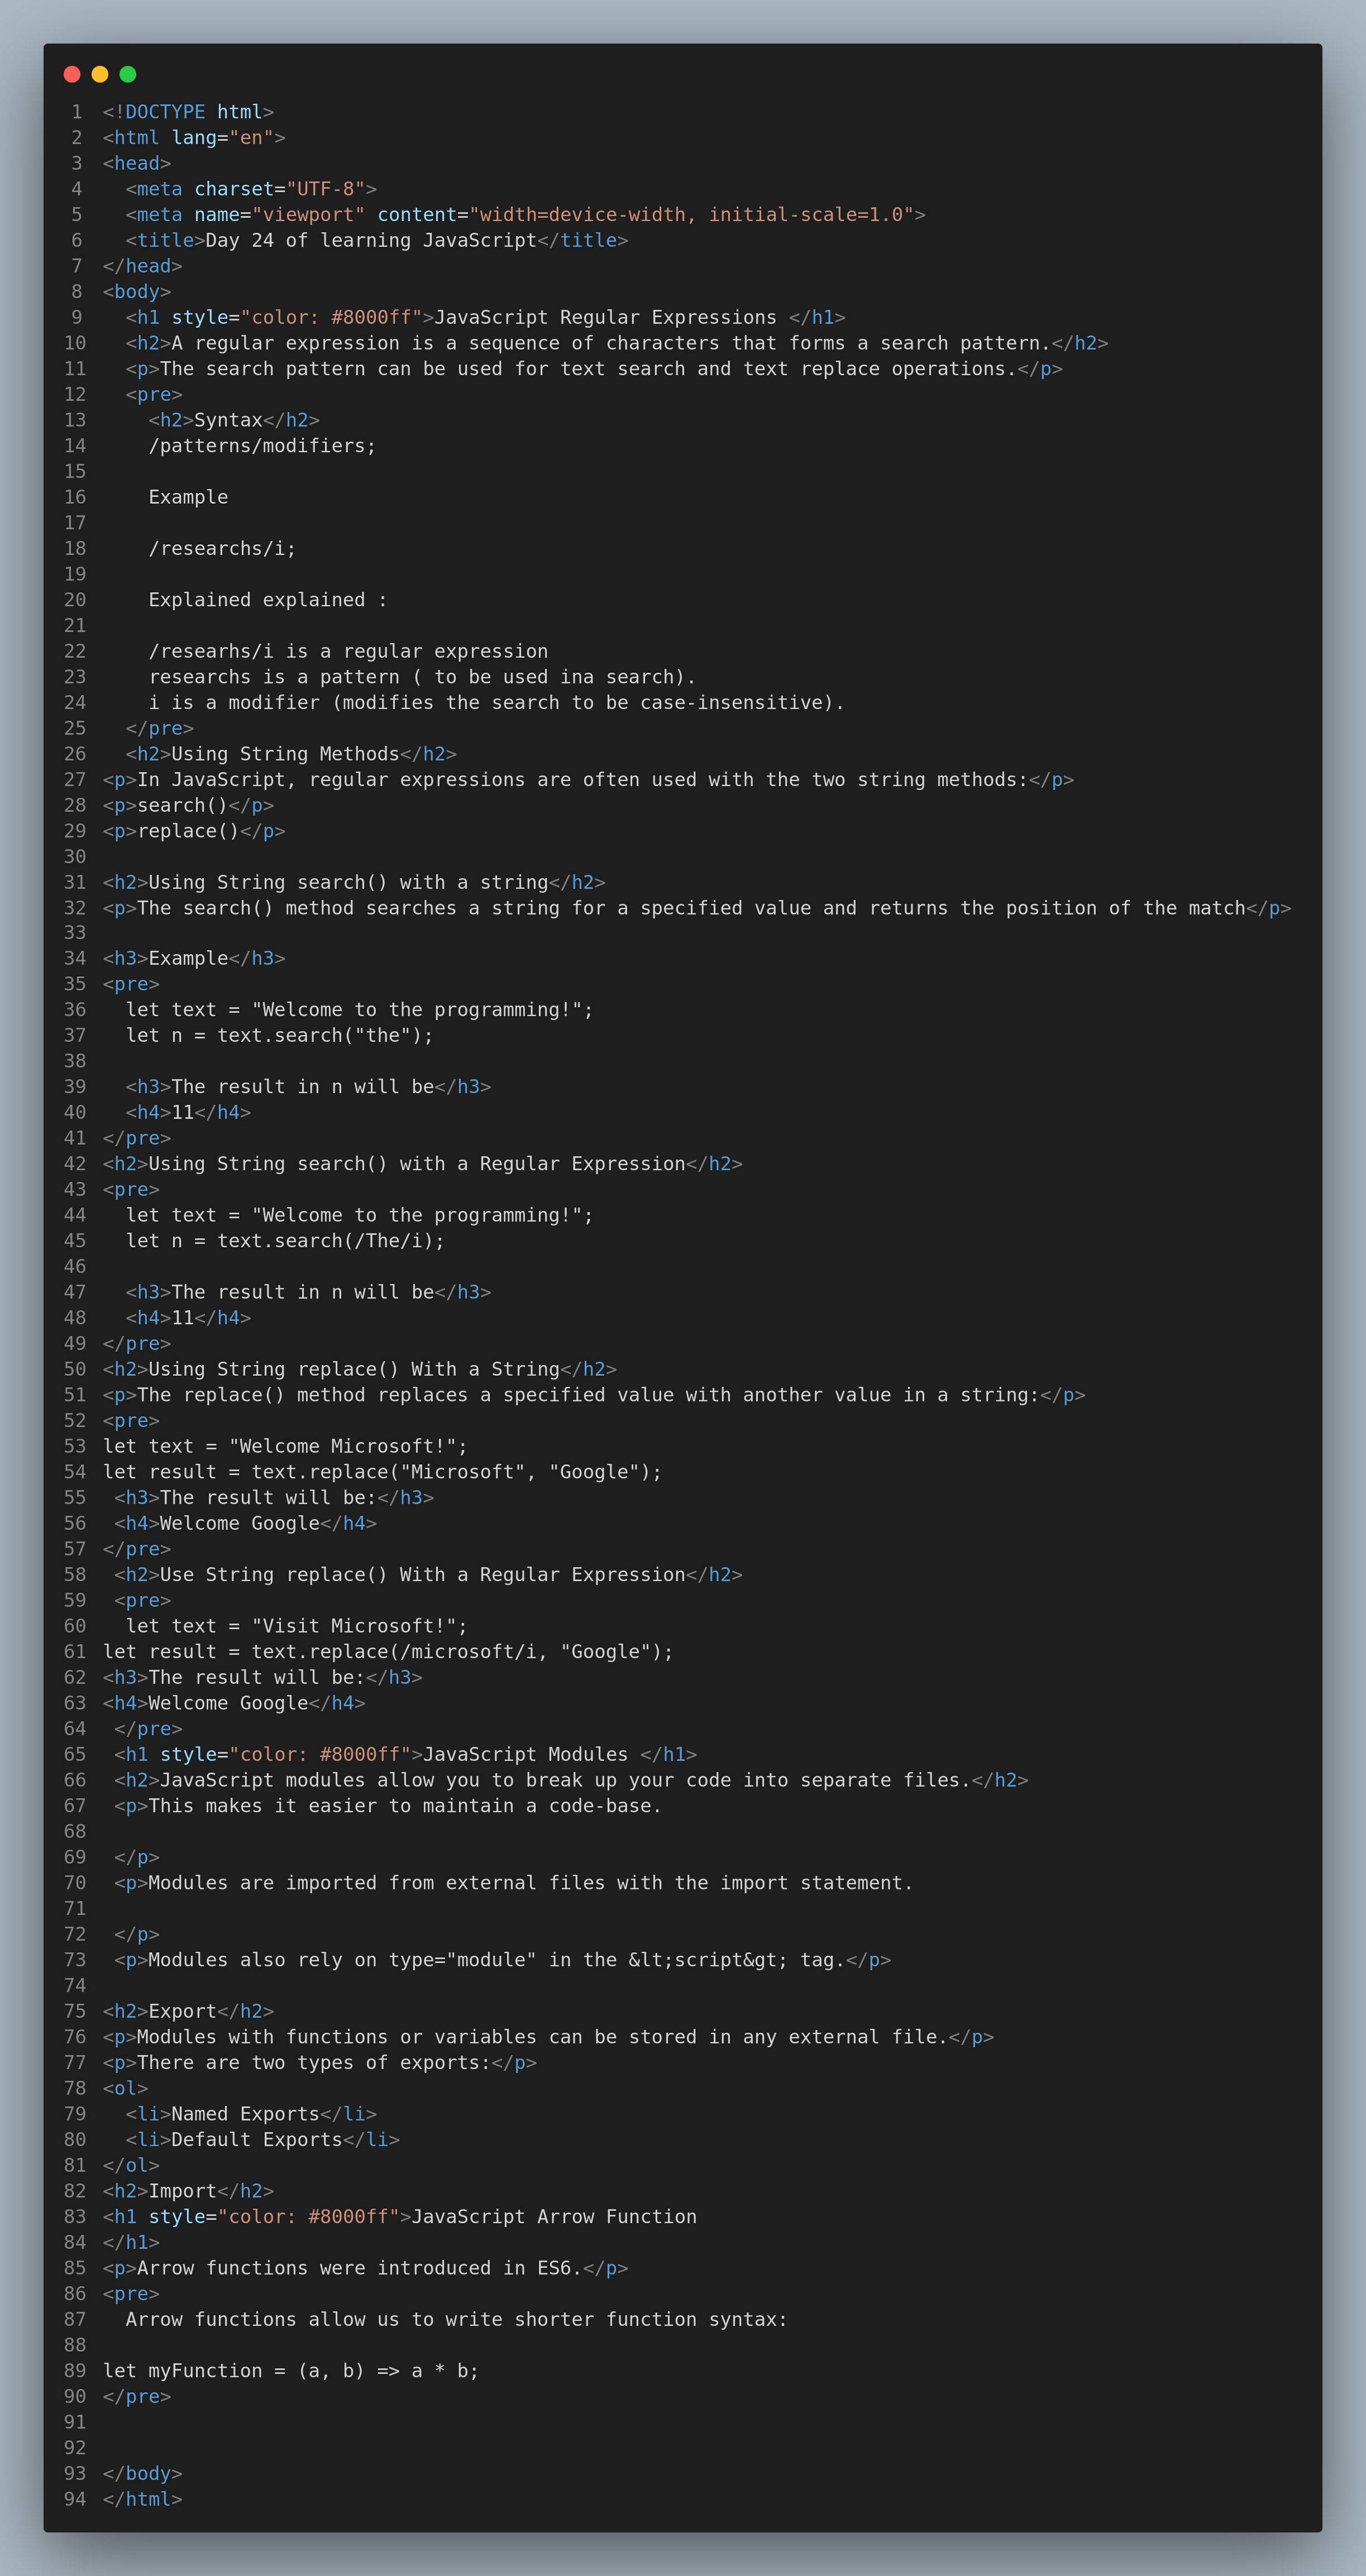 1 <!DOCTYPE html>
2 <html lang="en">
3 <head>
4   <meta charset="UTF-8">
5   <meta name="viewport" content="width=device-width, initial-scale=1.0">
6   <title>Day 24 of learning JavaScript</title>
7 </head>
8 <body>
9   <h1 style="color: #8000ff">JavaScript Regular Expressions </h1>
10   <h2>A regular expression is a sequence of characters that forms a search pattern.</h2>
11   <p>The search pattern can be used for text search and text replace operations.</p>
12   <pre>
13     <h2>Syntax</h2>
14     /patterns/modifiers;
15
16     Example
17
18     /researchs/i;
19
20     Explained explained :
21
22     /researhs/i is a regular expression
23     researchs is a pattern ( to be used ina search).
24     i is a modifier (modifies the search to be case-insensitive).
25   </pre>
26   <h2>Using String Methods</h2>
27 <p>In JavaScript, regular expressions are often used with the two string methods:</p>
28 <p>search()</p>
29 <p>replace()</p>
30
31 <h2>Using String search() with a string</h2>
32 <p>The search() method searches a string for a specified value and returns the position of the match</p>
33
34 <h3>Example</h3>
35 <pre>
36   let text = "Welcome to the programming!";
37   let n = text.search("the");
38
39   <h3>The result in n will be</h3>
40   <h4>11</h4>
41 </pre>
42 <h2>Using String search() with a Regular Expression</h2>
43 <pre>
44   let text = "Welcome to the programming!";
45   let n = text.search(/The/i);
46
47   <h3>The result in n will be</h3>
48   <h4>11</h4>
49 </pre>
50 <h2>Using String replace() With a String</h2>
51 <p>The replace() method replaces a specified value with another value in a string:</p>
52 <pre>
53 let text = "Welcome Microsoft!";
54 let result = text.replace("Microsoft", "Google");
55  <h3>The result will be:</h3>
56  <h4>Welcome Google</h4>
57 </pre>
58  <h2>Use String replace() With a Regular Expression</h2>
59  <pre>
60   let text = "Visit Microsoft!";
61 let result = text.replace(/microsoft/i, "Google");
62 <h3>The result will be:</h3>
63 <h4>Welcome Google</h4>
64  </pre>
65  <h1 style="color: #8000ff">JavaScript Modules </h1>
66  <h2>JavaScript modules allow you to break up your code into separate files.</h2>
67  <p>This makes it easier to maintain a code-base.
68
69  </p>
70  <p>Modules are imported from external files with the import statement.
71
72  </p>
73  <p>Modules also rely on type="module" in the &lt;script&gt; tag.</p>
74
75 <h2>Export</h2>
76 <p>Modules with functions or variables can be stored in any external file.</p>
77 <p>There are two types of exports:</p>
78 <ol>
79   <li>Named Exports</li>
80   <li>Default Exports</li>
81 </ol>
82 <h2>Import</h2>
83 <h1 style="color: #8000ff">JavaScript Arrow Function
84 </h1>
85 <p>Arrow functions were introduced in ES6.</p>
86 <pre>
87   Arrow functions allow us to write shorter function syntax:
88
89 let myFunction = (a, b) => a * b;
90 </pre>
91
92
93 </body>
94 </html>